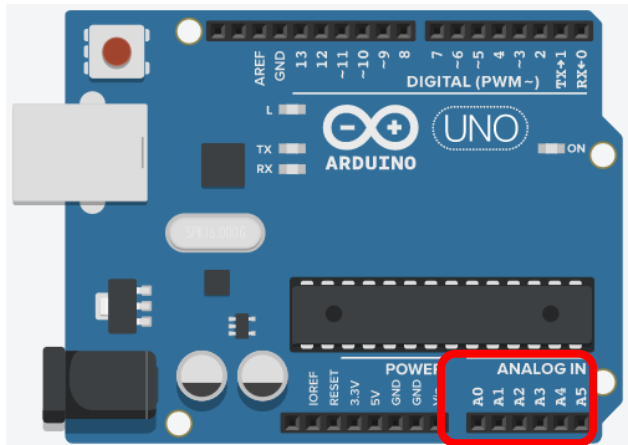 AREF
GND
13
12
~11
~10
~9
8
7
~6
~5
4
~3
2
TX→1
RX←0
DIGITAL (PWM~)
L
TX
RX
ARDUINO
UNO
ON
SPK16.000G
POWER
ANALOG IN
IOREF
RESET
3.3V
5V
GND
GND
A0
A1
A2
A3
A4
A5